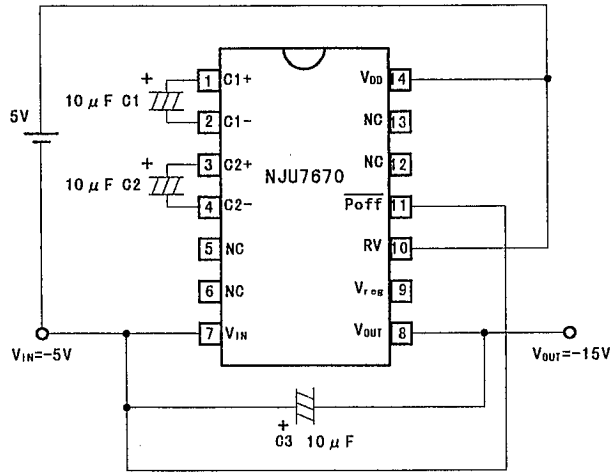 5V
+
10μF C1
+
10μF C2
1 C1+
2 C1-
3 C2+
4 C2-
5 NC
6 NC
7 VIN
NJU7670
VDD 14
NC 13
NC 12
Poff 11
RV 10
Vreg 9
VOUT 8
VIN=-5V
VOUT=-15V
+
C3 10μF